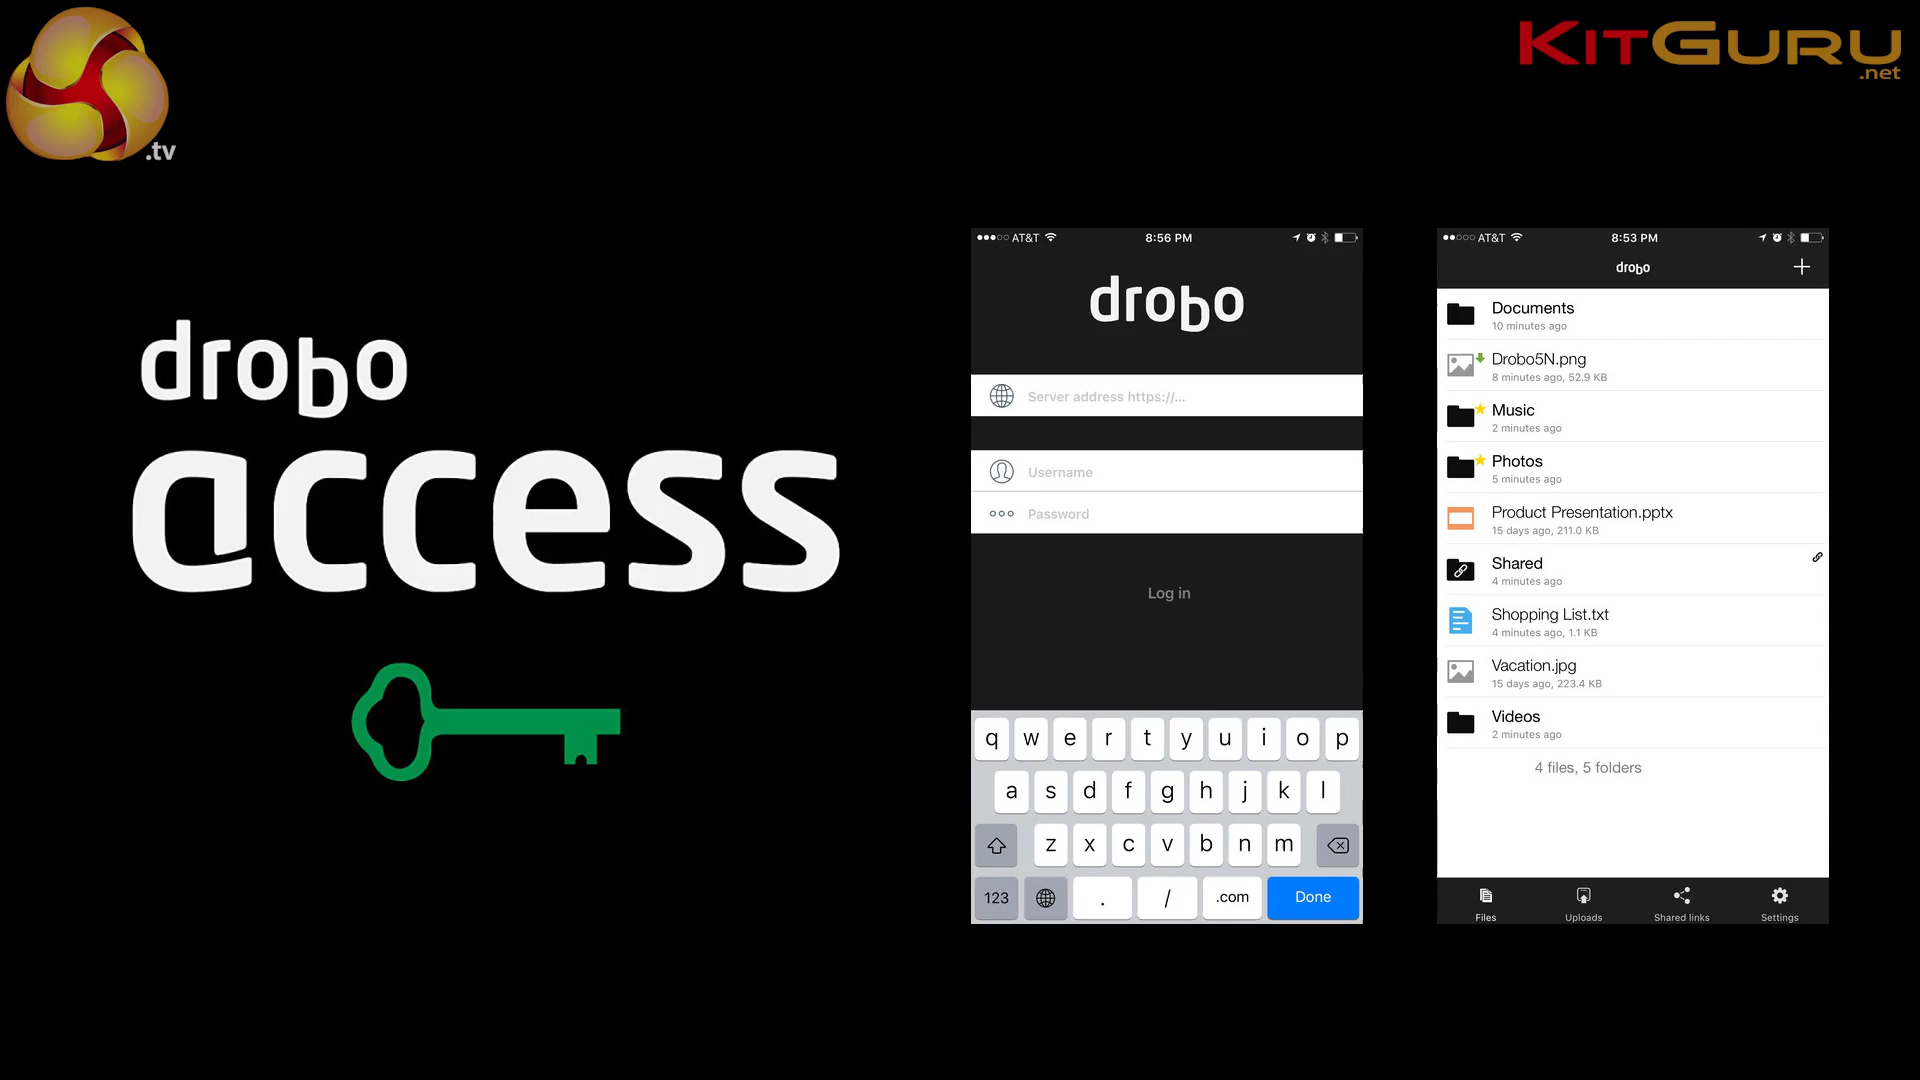 .tv
KITGURU
.net
drobo
access
AT&T 8:56 PM
drobo
Server address https://...
Username
Password
Log in
q w e r t y u i o p
a s d f g h j k l
z x c v b n m
123 . / .com Done
AT&T 8:53 PM
drobo
Documents
10 minutes ago
Drobo5N.png
8 minutes ago, 52.9 KB
Music
2 minutes ago
Photos
5 minutes ago
Product Presentation.pptx
15 days ago, 211.0 KB
Shared
4 minutes ago
Shopping List.txt
4 minutes ago, 1.1 KB
Vacation.jpg
15 days ago, 223.4 KB
Videos
2 minutes ago
4 files, 5 folders
Files Uploads Shared links Settings